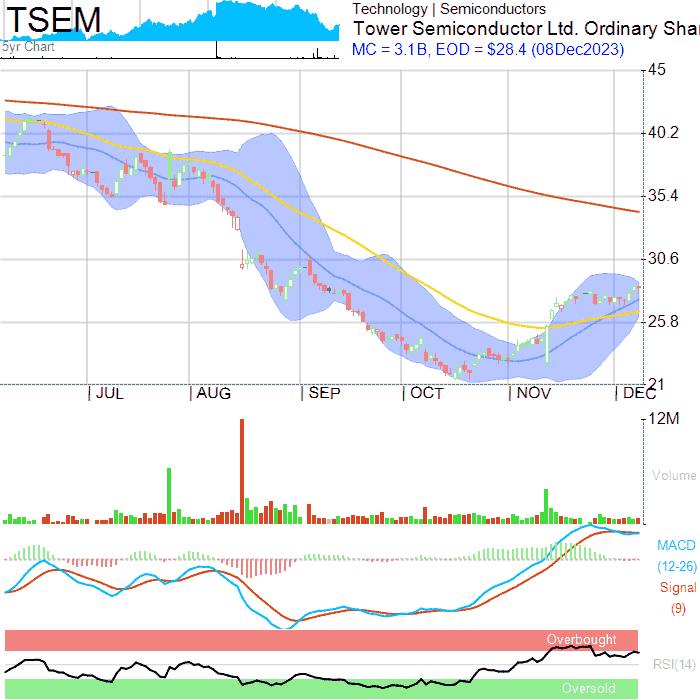 TSEM
5yr Chart
Technology | Semiconductors
Tower Semiconductor Ltd. Ordinary Shar
MC = 3.1B, EOD = $28.4 (08Dec2023)
45
40.2
35.4
30.6
25.8
21
JUL AUG SEP OCT NOV DEC
12M
Volume
MACD
(12-26)
Signal
(9)
Overbought
RSI(14)
Oversold